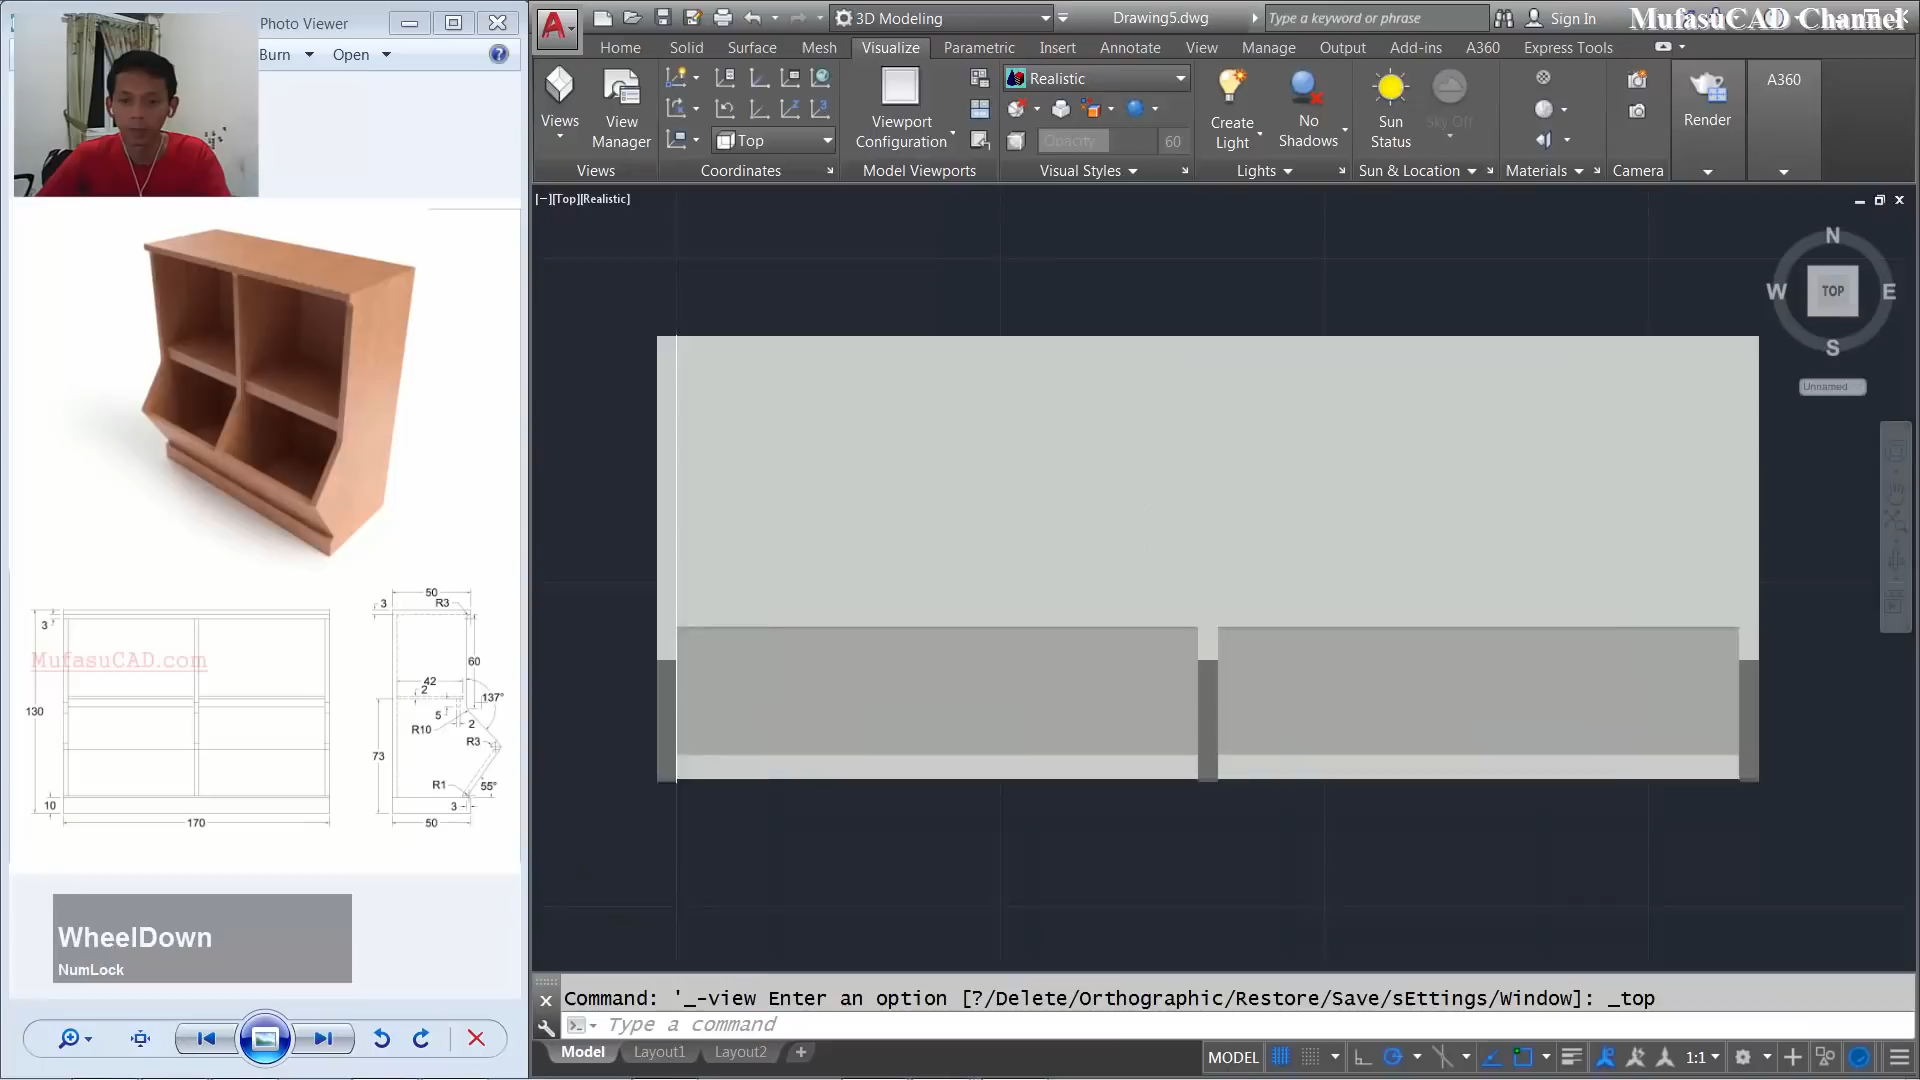 Photo Viewer
Burn
Open
3D Modeling
Drawing5.dwg
Type a keyword or phrase
Sign In
MufasuCAD Channel
Home
Solid
Surface
Mesh
Visualize
Parametric
Insert
Annotate
View
Manage
Output
Add-ins
A360
Express Tools
Views
View
Manager
Top
Viewport
Configuration
Realistic
Opacity
60
Create
Light
No
Shadows
Sun
Status
Sky Off
Render
A360
Views
Coordinates
Model Viewports
Visual Styles
Lights
Sun & Location
Materials
Camera
[−][Top][Realistic]
N
W
TOP
E
S
Unnamed
3
130
10
170
MufasuCAD.com
50
3
R3
60
42
2
137°
5
2
R10
R3
73
R1
55°
3
50
WheelDown
NumLock
Command: '_-view Enter an option [?/Delete/Orthographic/Restore/Save/sEttings/Window]: _top
Type a command
Model
Layout1
Layout2
MODEL
1:1